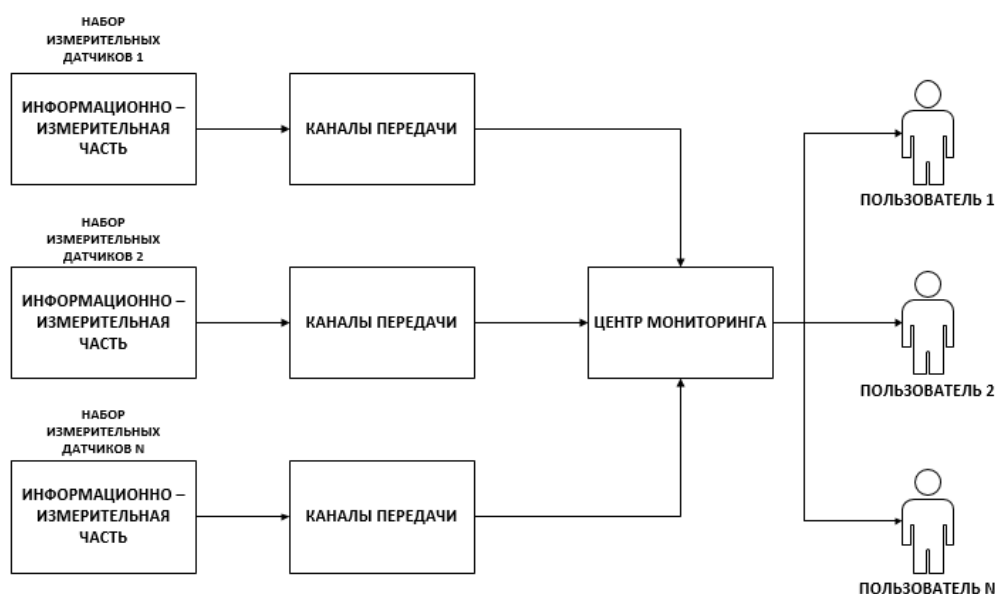 НАБОР
ИЗМЕРИТЕЛЬНЫХ
ДАТЧИКОВ 1
ИНФОРМАЦИОННО –
ИЗМЕРИТЕЛЬНАЯ
ЧАСТЬ
КАНАЛЫ ПЕРЕДАЧИ
ПОЛЬЗОВАТЕЛЬ 1
НАБОР
ИЗМЕРИТЕЛЬНЫХ
ДАТЧИКОВ 2
ИНФОРМАЦИОННО –
ИЗМЕРИТЕЛЬНАЯ
ЧАСТЬ
КАНАЛЫ ПЕРЕДАЧИ
ЦЕНТР МОНИТОРИНГА
ПОЛЬЗОВАТЕЛЬ 2
НАБОР
ИЗМЕРИТЕЛЬНЫХ
ДАТЧИКОВ N
ИНФОРМАЦИОННО –
ИЗМЕРИТЕЛЬНАЯ
ЧАСТЬ
КАНАЛЫ ПЕРЕДАЧИ
ПОЛЬЗОВАТЕЛЬ N